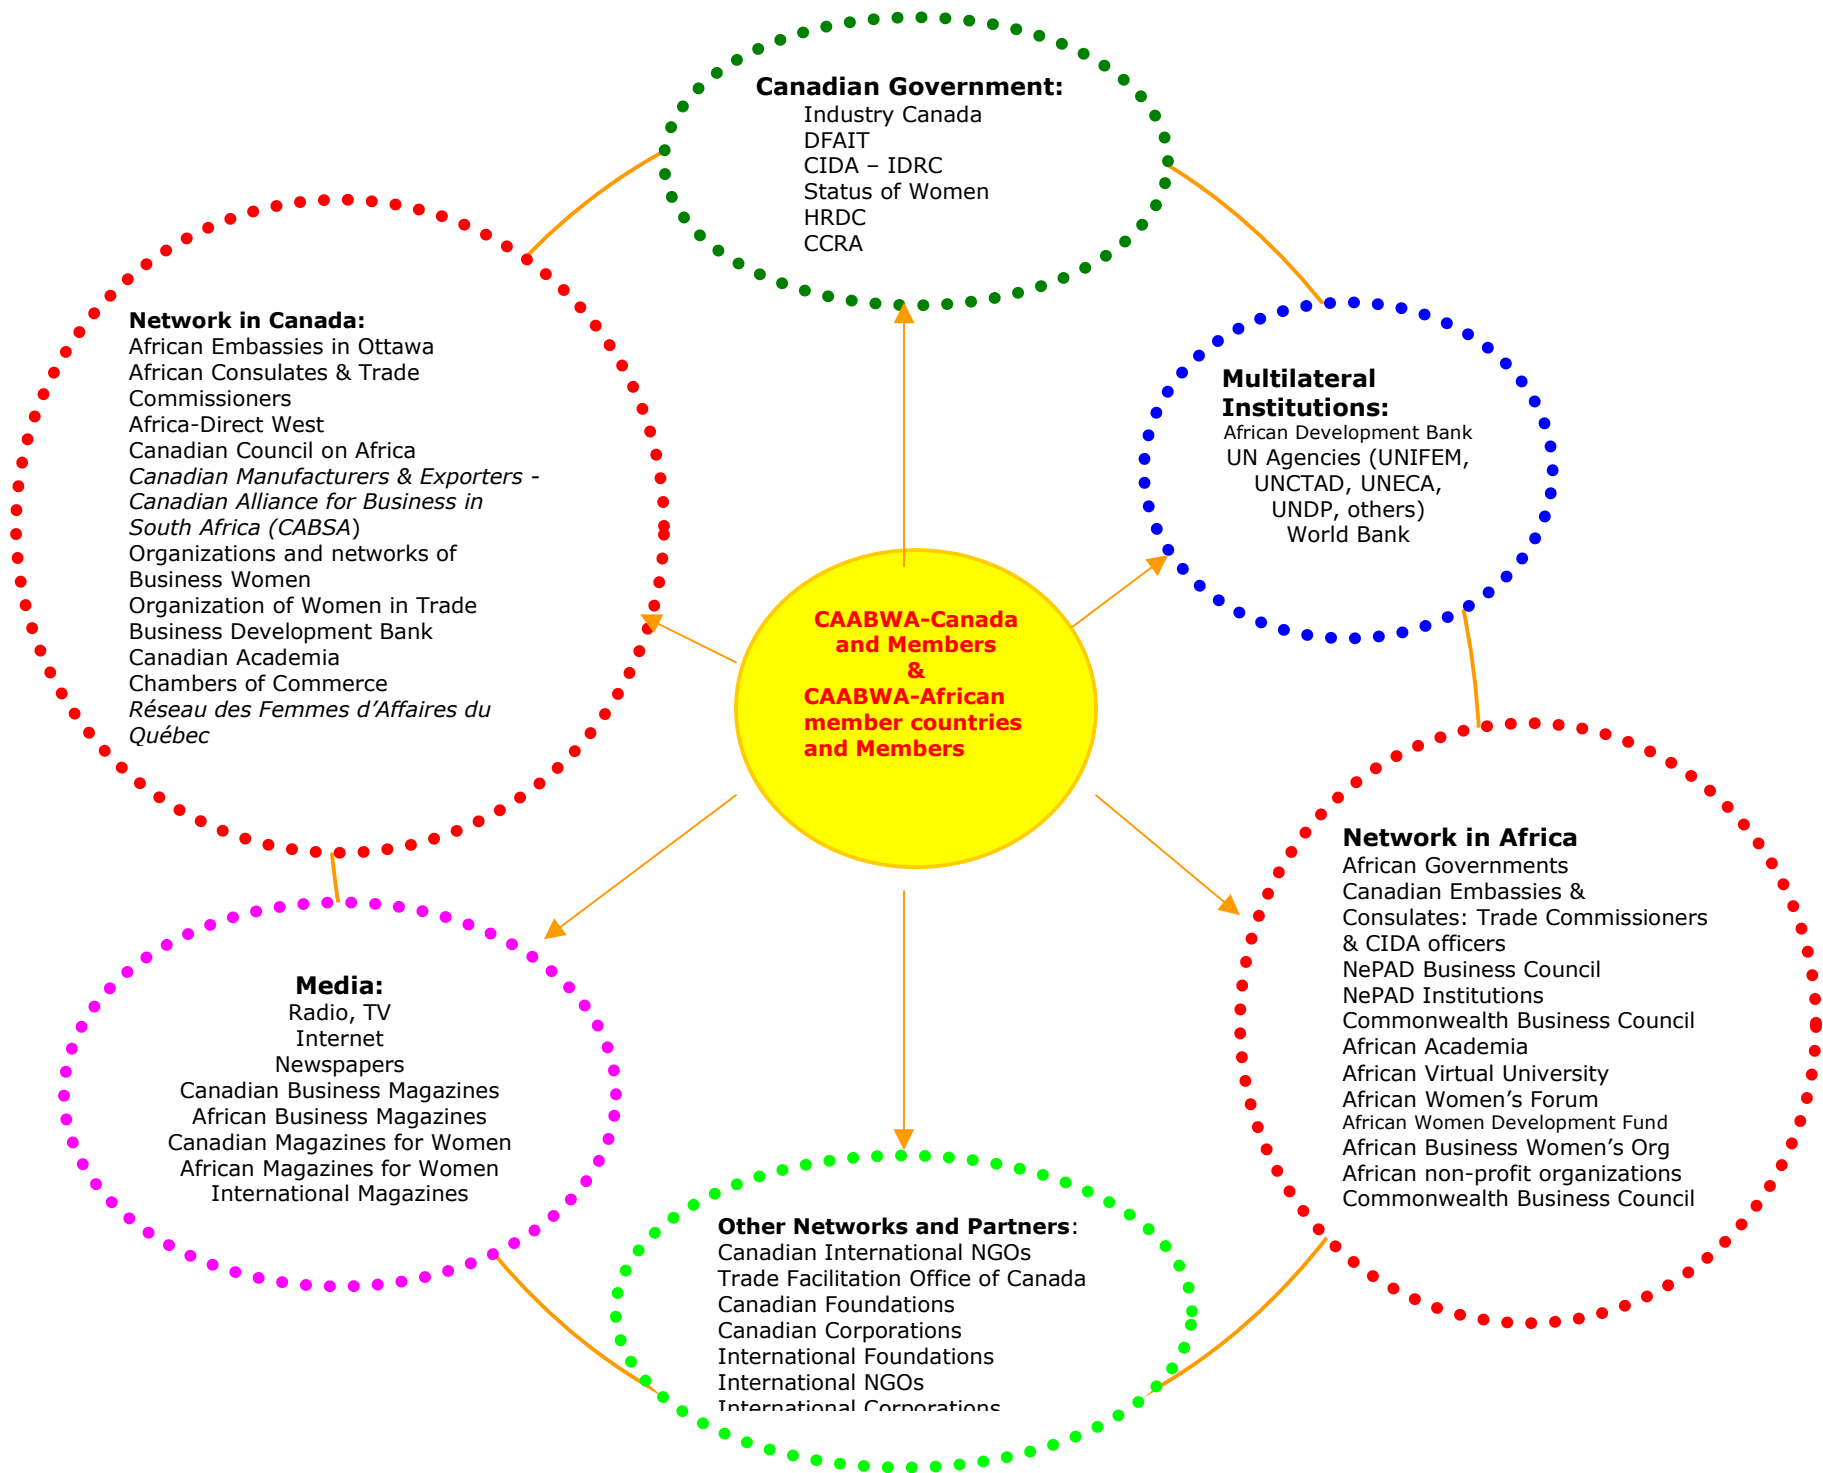 Canadian Government:
Industry Canada
DFAIT
CIDA – IDRC
Status of Women
HRDC
CCRA
Network in Canada:
African Embassies in Ottawa
African Consulates & Trade
Commissioners
Africa-Direct West
Canadian Council on Africa
Canadian Manufacturers & Exporters -
Canadian Alliance for Business in
South Africa (CABSA)
Organizations and networks of
Business Women
Organization of Women in Trade
Business Development Bank
Canadian Academia
Chambers of Commerce
Réseau des Femmes d’Affaires du
Québec
Multilateral
Institutions:
African Development Bank
UN Agencies (UNIFEM,
UNCTAD, UNECA,
UNDP, others)
World Bank
CAABWA-Canada
and Members
&
CAABWA-African
member countries
and Members
Network in Africa
African Governments
Canadian Embassies &
Consulates: Trade Commissioners
& CIDA officers
NePAD Business Council
NePAD Institutions
Commonwealth Business Council
African Academia
African Virtual University
African Women’s Forum
African Women Development Fund
African Business Women’s Org
African non-profit organizations
Commonwealth Business Council
Media:
Radio, TV
Internet
Newspapers
Canadian Business Magazines
African Business Magazines
Canadian Magazines for Women
African Magazines for Women
International Magazines
Other Networks and Partners:
Canadian International NGOs
Trade Facilitation Office of Canada
Canadian Foundations
Canadian Corporations
International Foundations
International NGOs
International Corporations